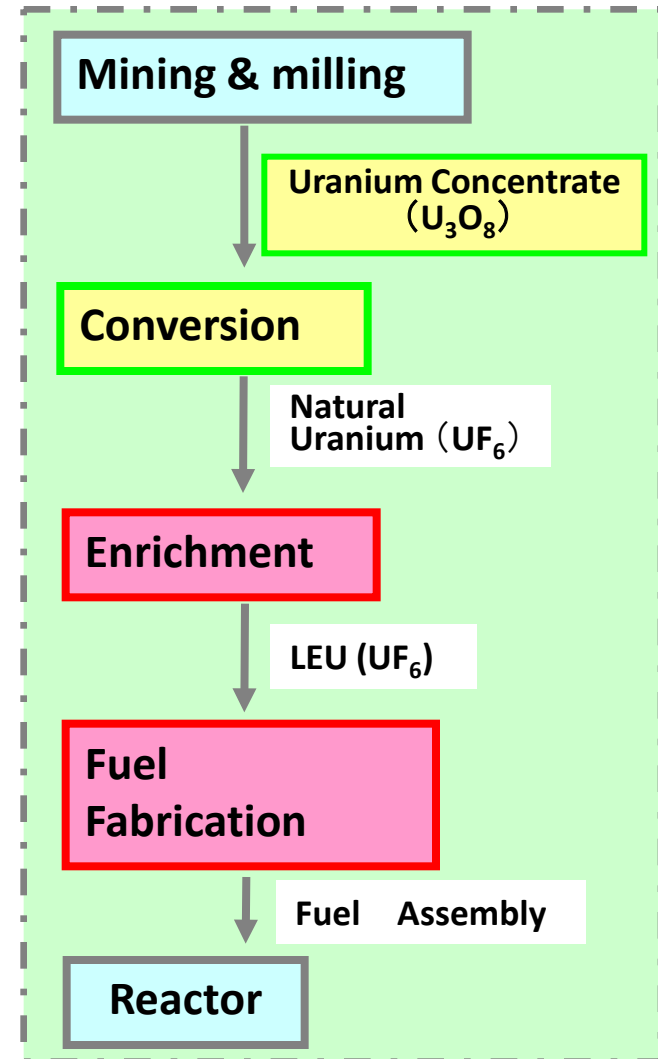 Mining & milling
Uranium Concentrate
（U₃O₈）
Conversion
Natural
Uranium（UF₆）
Enrichment
LEU (UF₆)
Fuel
Fabrication
Fuel　Assembly
Reactor